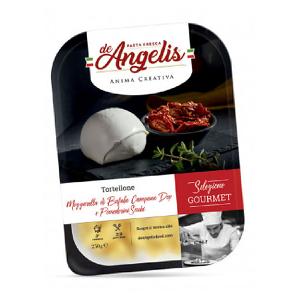 PASTA FRESCA
de Angelis
ANIMA CREATIVA
Tortellone
Mozzarella di Bufala Campana Dop
e Pomodorini Secchi
Selezione
GOURMET
250g